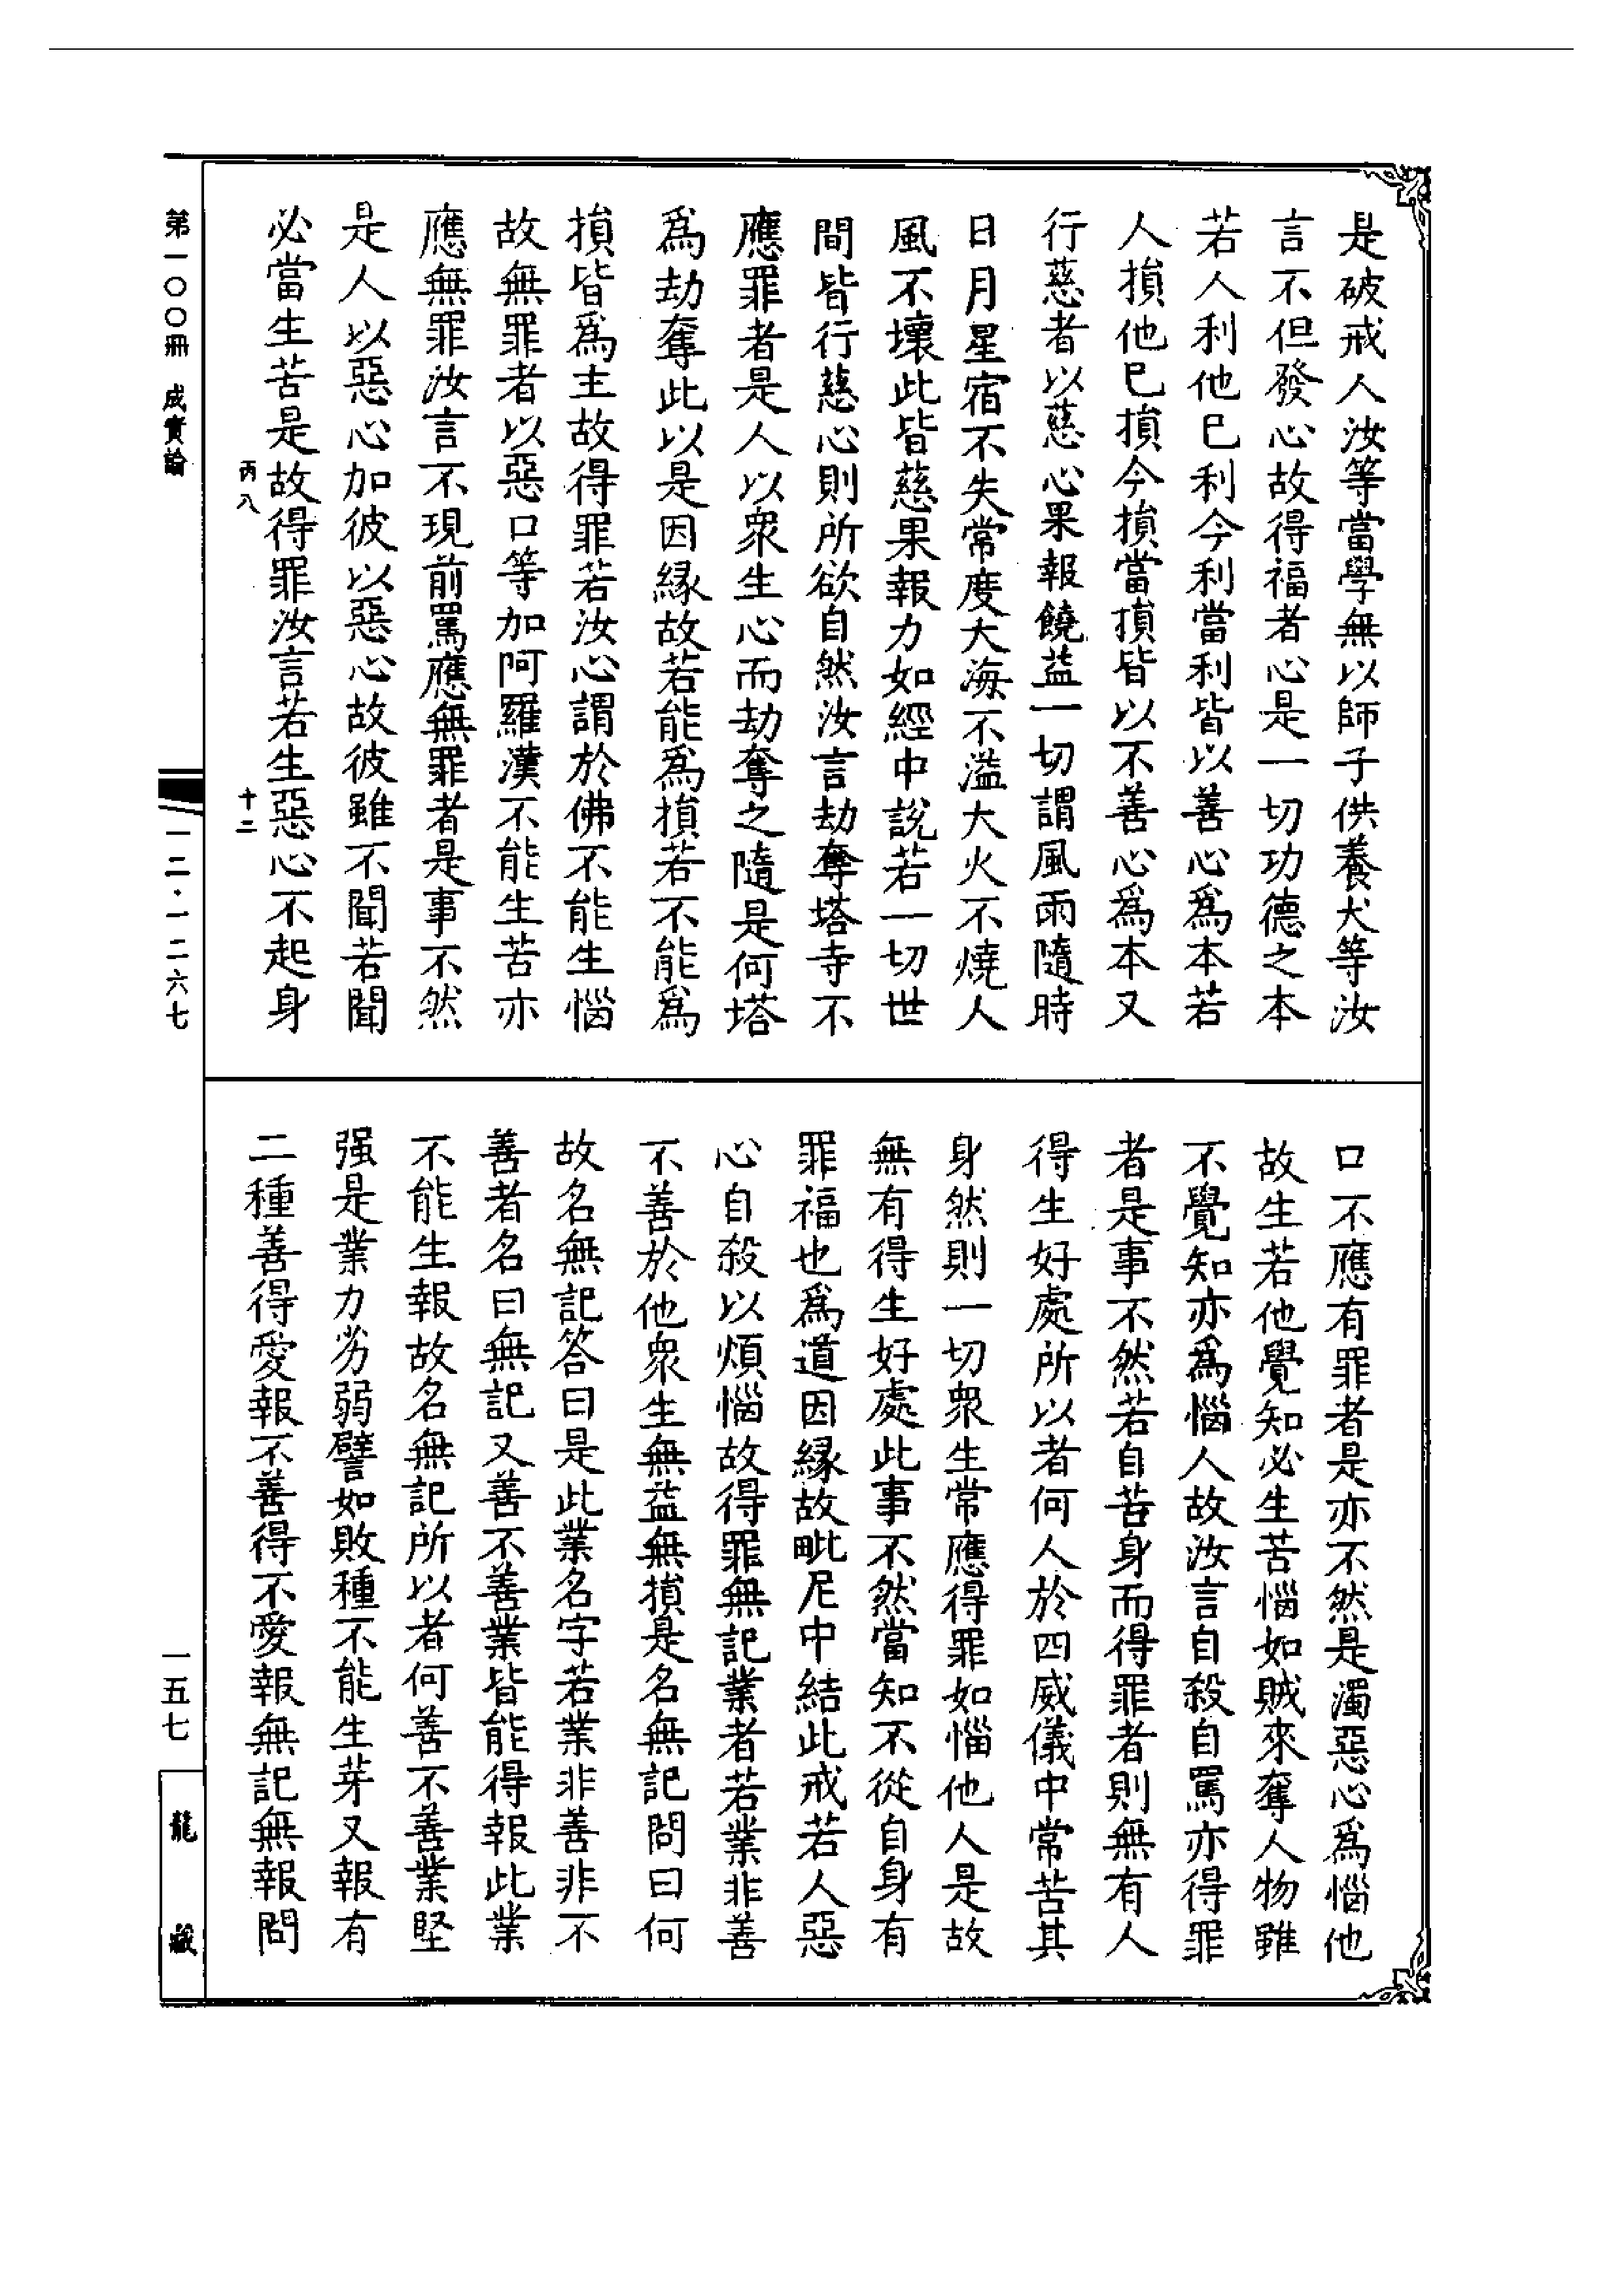 是破戒人汝等當學無以師子供養犬等汝
言不但發心故得福者心是一切功德之本
若人利他巳利今利當利皆以善心為本若
人損他巳損今損當損皆以不善心為本又
行慈者以慈心果報饒益一切謂風雨隨時
日月星宿不失常度大海不溢大火不燒人
風不壞此皆慈果報力如經中說若一切世
間皆行慈心則所欲自然汝言劫奪塔寺不
應罪者是人以衆生心而劫奪之隨是何塔
為劫奪此以是因緣故若能為損若不能為
損皆為主故得罪若汝心謂於佛不能生惱
故無罪者以惡口等加阿羅漢不能生苦亦
應無罪汝言不現前罵應無罪者是事不然
是人以惡心加彼以惡心故彼雖不聞若聞
必當生苦是故得罪汝言若生惡心不起身
口不應有罪者是亦不然是濁惡心為惱他
故生若他覺知必生苦惱如賊來奪人物雖
不覺知亦為惱人故汝言自殺自罵亦得罪
者是事不然若自苦身而得罪者則無有人
得生好處所以者何人於四威儀中常苦其
身然則一切衆生常應得罪如惱他人是故
無有得生好處此事不然當知不從自身有
罪福也為道因緣故毗尼中結此戒若人惡
心自殺以煩惱故得罪無記業者若業非善
不善於他衆生無益無損是名無記問曰何
故名無記答曰是此業名字若業非善非不
善者名曰無記又善不善業皆能得報此業
不能生報故名無記所以者何善不善業堅
强是業力劣弱譬如敗種不能生芽又報有
二種善得愛報不善得不愛報無記無報問
丙八
十二
第一〇〇冊 成實論
一二·一二六七
一五七
龍藏